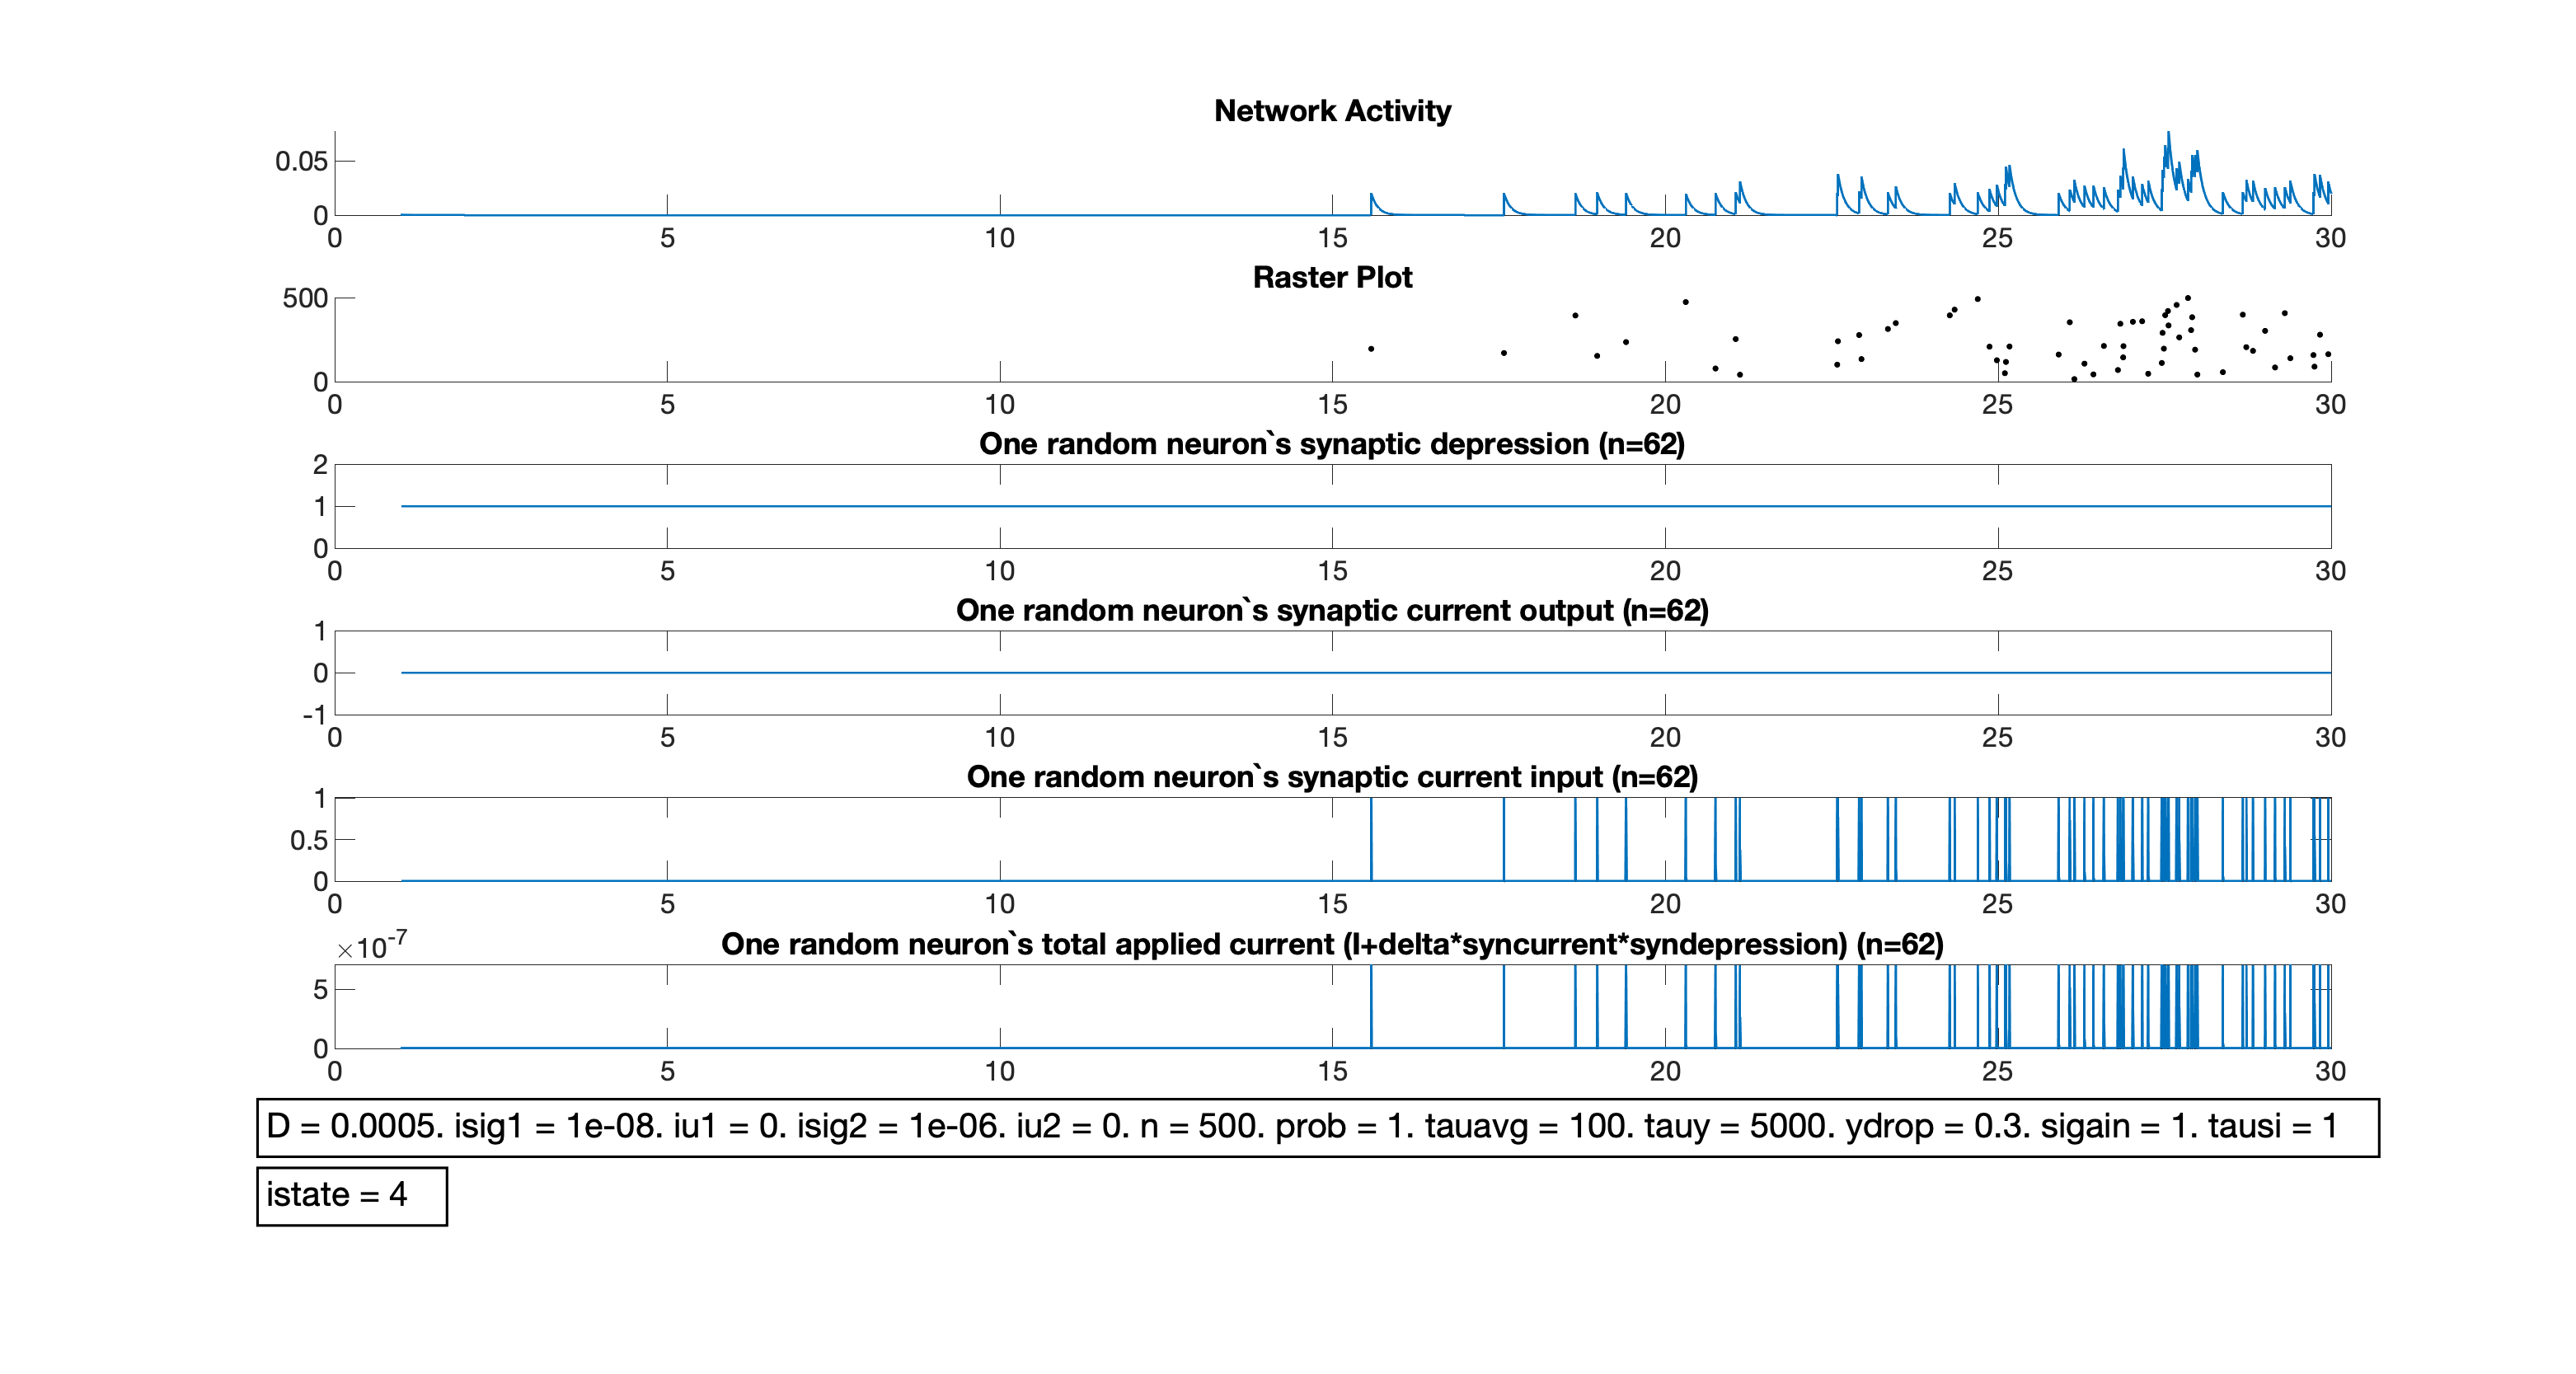 Network Activity
0.05
0
0 5 10 15 20 25 30
Raster Plot
500
0
0 5 10 15 20 25 30
One random neuron`s synaptic depression (n=62)
2
1
0
0 5 10 15 20 25 30
One random neuron`s synaptic current output (n=62)
1
0
-1
0 5 10 15 20 25 30
One random neuron`s synaptic current input (n=62)
1
0.5
0
0 5 10 15 20 25 30
×10⁻⁷
One random neuron`s total applied current (I+delta*syncurrent*syndepression) (n=62)
5
0
0 5 10 15 20 25 30
D = 0.0005. isig1 = 1e-08. iu1 = 0. isig2 = 1e-06. iu2 = 0. n = 500. prob = 1. tauavg = 100. tauy = 5000. ydrop = 0.3. sigain = 1. tausi = 1
istate = 4